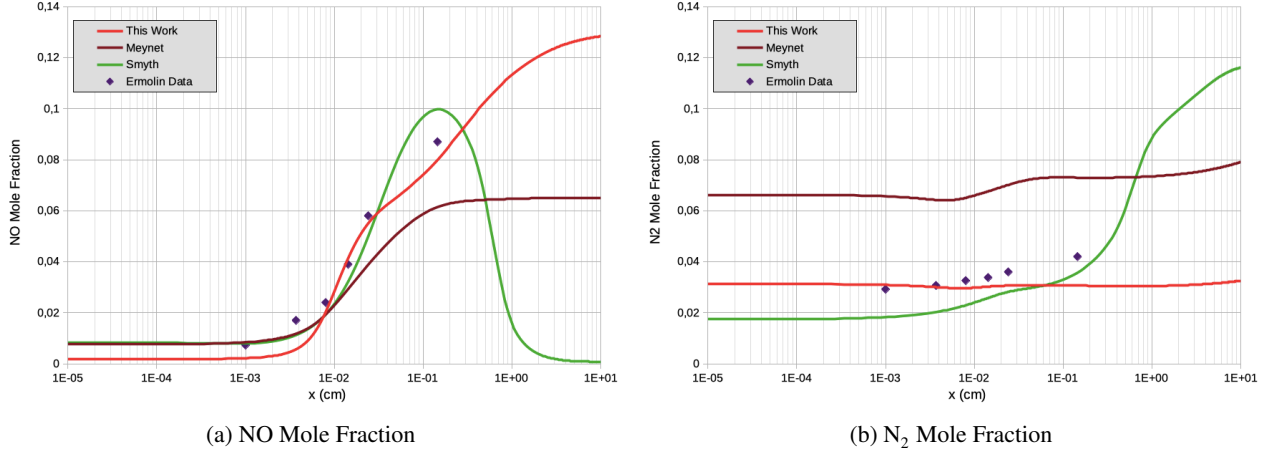 0,14
0,12
0,1
0,08
0,06
0,04
0,02
0
NO Mole Fraction
This Work
Meynet
Smyth
Ermolin Data
1E-05 1E-04 1E-03 1E-02 1E-01 1E+00 1E+01
x (cm)
(a) NO Mole Fraction
0,14
0,12
0,1
0,08
0,06
0,04
0,02
0
N2 Mole Fraction
This Work
Meynet
Smyth
Ermolin Data
1E-05 1E-04 1E-03 1E-02 1E-01 1E+00 1E+01
x (cm)
(b) N₂ Mole Fraction